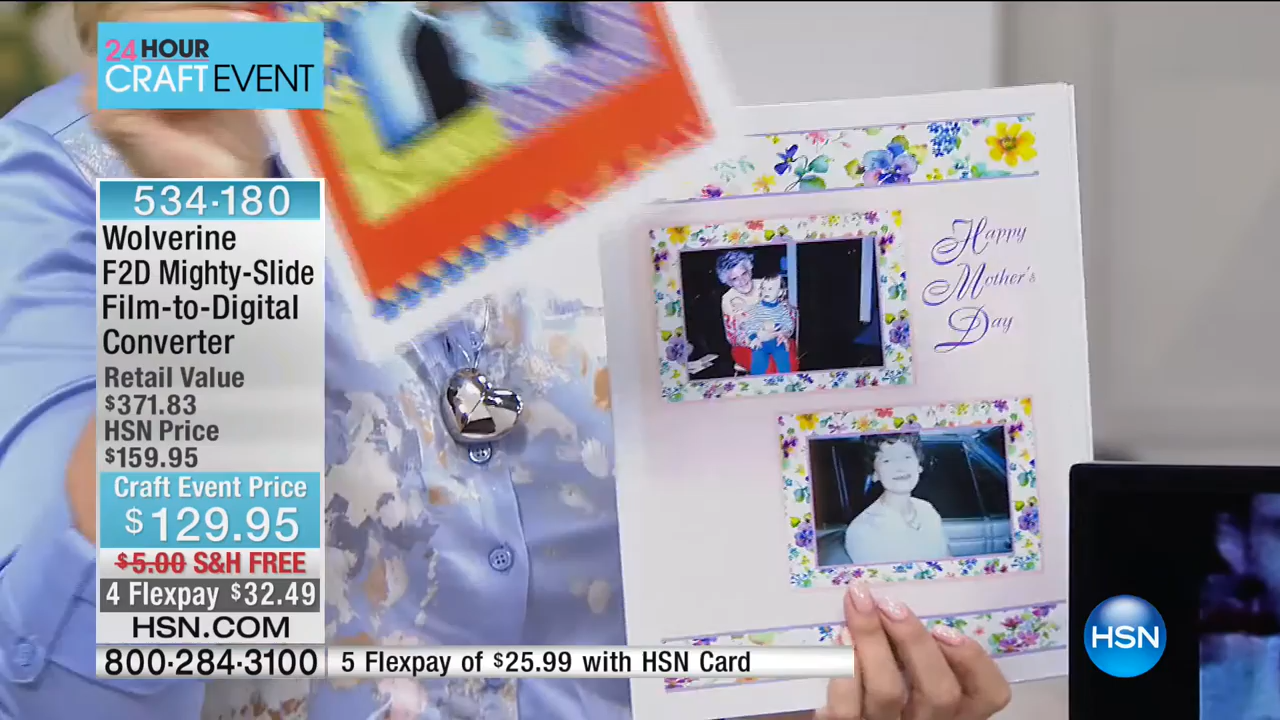 24 HOUR
CRAFT EVENT
534·180
Wolverine
F2D Mighty-Slide
Film-to-Digital
Converter
Retail Value
$371.83
HSN Price
$159.95
Craft Event Price
$129.95
$5.00 S&H FREE
4 Flexpay $32.49
HSN.COM
800·284·3100
5 Flexpay of $25.99 with HSN Card
Happy
Mother's
Day
HSN